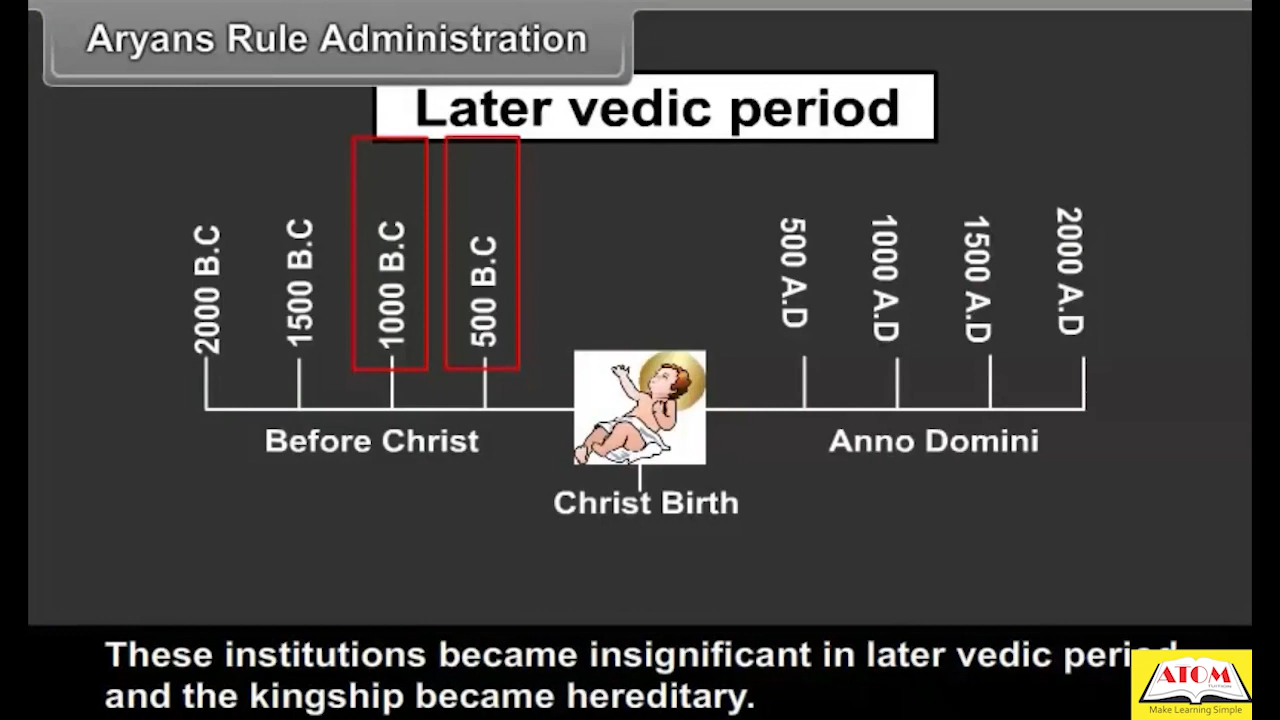 Aryans Rule Administration
Later vedic period
2000 B.C
1500 B.C
1000 B.C
500 B.C
500 A.D
1000 A.D
1500 A.D
2000 A.D
Before Christ
Anno Domini
Christ Birth
These institutions became insignificant in later vedic period
and the kingship became hereditary.
ATOM
Make Learning Simple